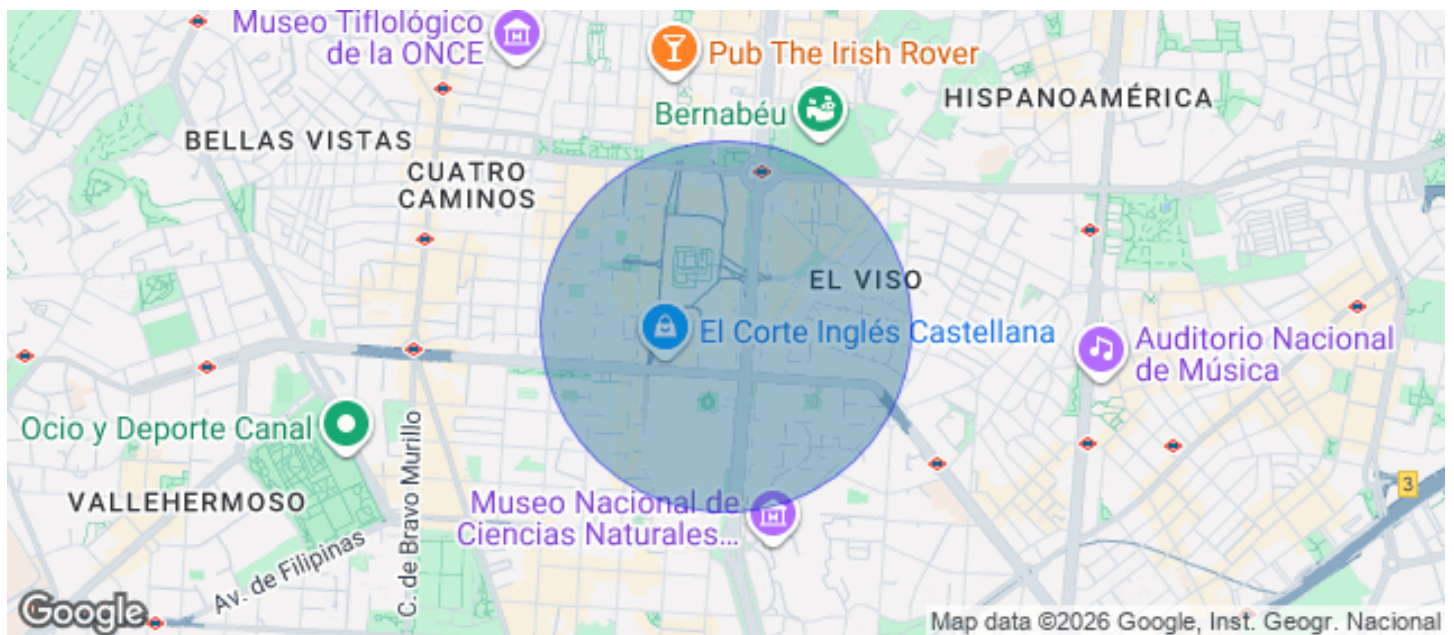 Museo Tiflológico
de la ONCE
Pub The Irish Rover
Bernabéu
HISPANOAMÉRICA
BELLAS VISTAS
CUATRO
CAMINOS
EL VISO
El Corte Inglés Castellana
Auditorio Nacional
de Música
Ocio y Deporte Canal
C. de Bravo Murillo
VALLEHERMOSO
Museo Nacional de
Ciencias Naturales...
3
Av. de Filipinas
Google
Map data ©2026 Google, Inst. Geogr. Nacional